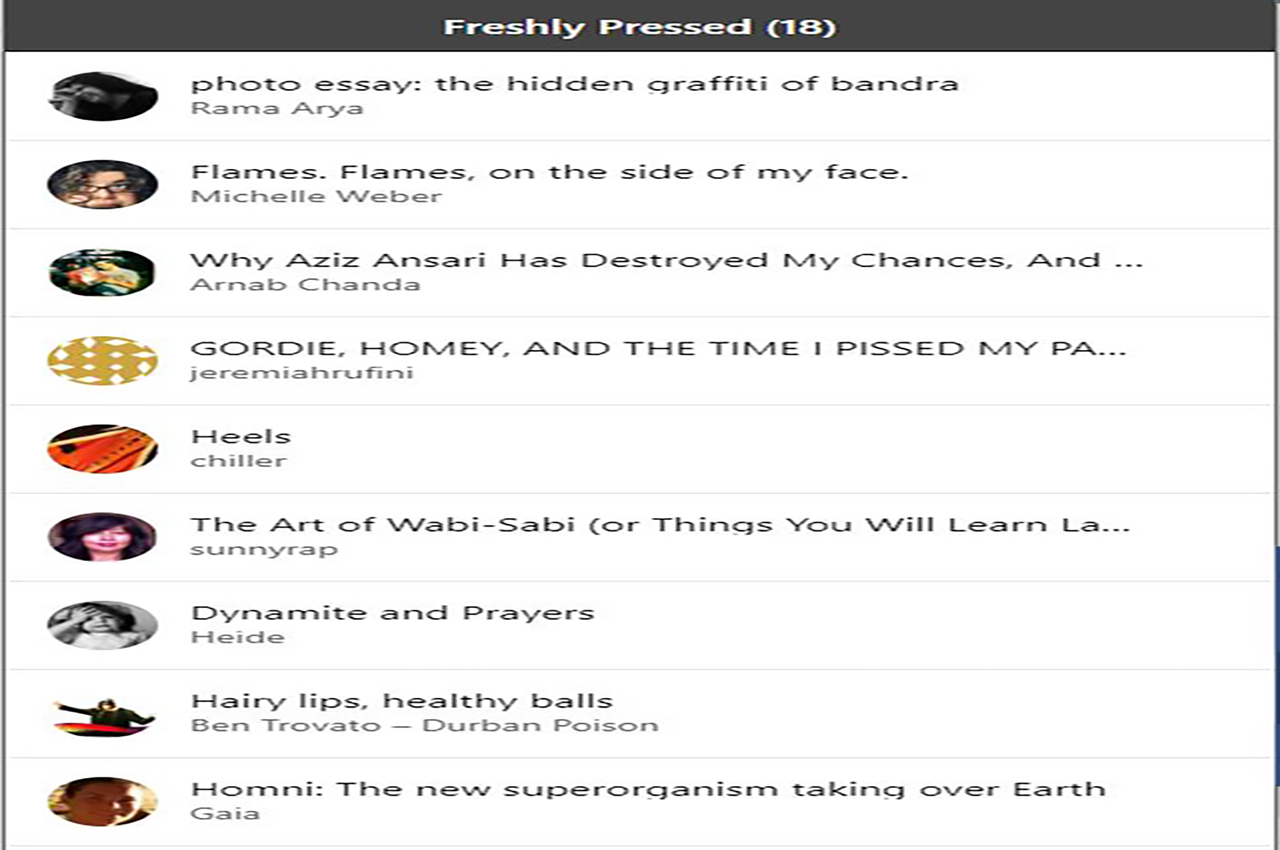 Freshly Pressed (18)
photo essay: the hidden graffiti of bandra
Rama Arya
Flames. Flames, on the side of my face.
Michelle Weber
Why Aziz Ansari Has Destroyed My Chances, And ...
Arnab Chanda
GORDIE, HOMEY, AND THE TIME I PISSED MY PA...
jeremiahrufini
Heels
chiller
The Art of Wabi-Sabi (or Things You Will Learn La...
sunnyrap
Dynamite and Prayers
Heide
Hairy lips, healthy balls
Ben Trovato – Durban Poison
Homni: The new superorganism taking over Earth
Gaia